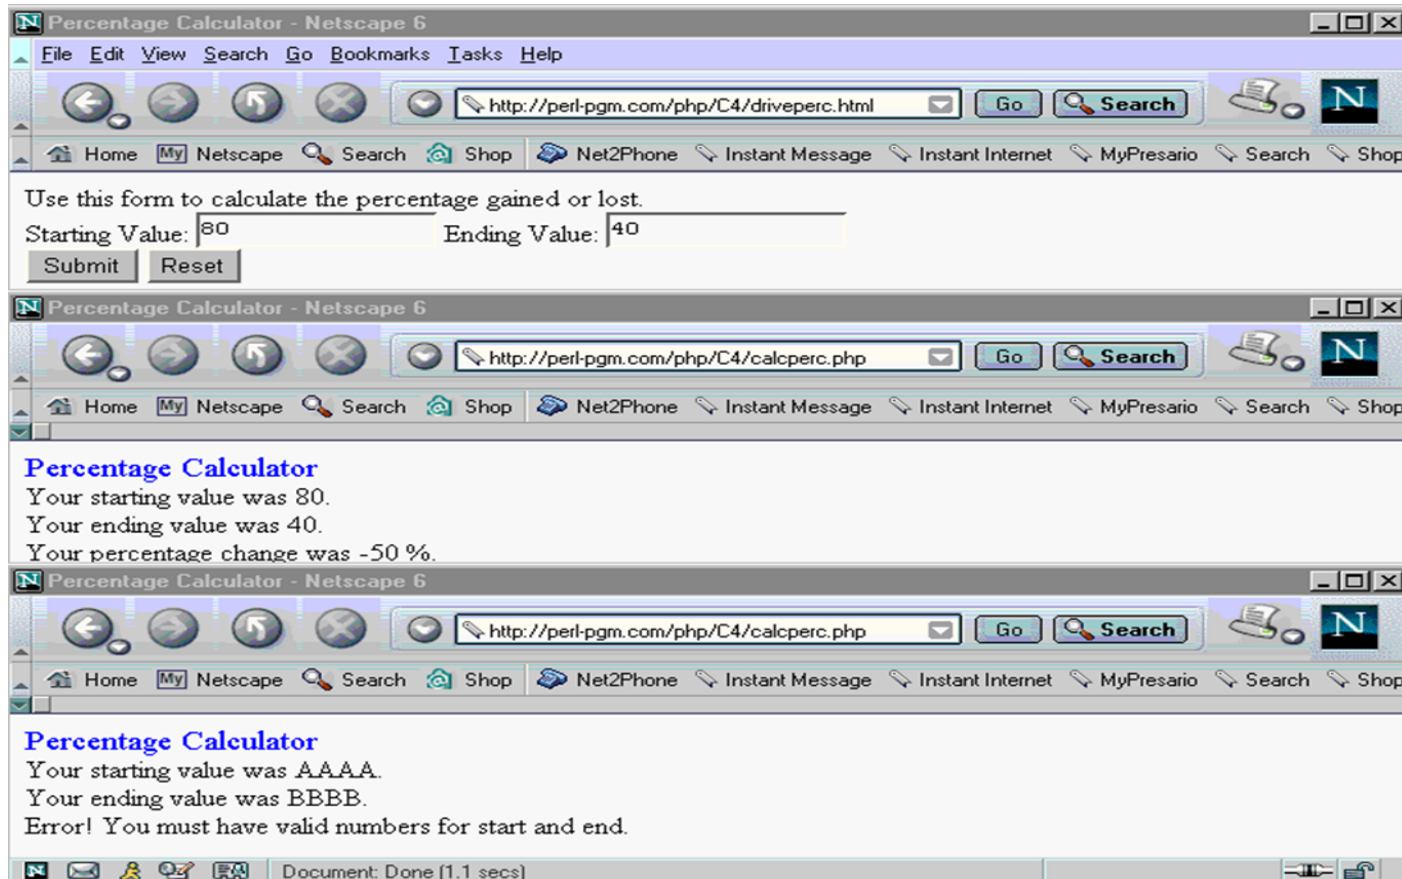 N Percentage Calculator - Netscape 6
File Edit View Search Go Bookmarks Tasks Help
http://perl-pgm.com/php/C4/driveperc.html Go Search N
Home My Netscape Search Shop Net2Phone Instant Message Instant Internet MyPresario Search Shop
Use this form to calculate the percentage gained or lost.
Starting Value: 80 Ending Value: 40
Submit Reset
N Percentage Calculator - Netscape 6
http://perl-pgm.com/php/C4/calcperc.php Go Search N
Home My Netscape Search Shop Net2Phone Instant Message Instant Internet MyPresario Search Shop
Percentage Calculator
Your starting value was 80.
Your ending value was 40.
Your percentage change was -50 %.
N Percentage Calculator - Netscape 6
http://perl-pgm.com/php/C4/calcperc.php Go Search N
Home My Netscape Search Shop Net2Phone Instant Message Instant Internet MyPresario Search Shop
Percentage Calculator
Your starting value was AAAA.
Your ending value was BBBB.
Error! You must have valid numbers for start and end.
N Document: Done (1.1 secs)